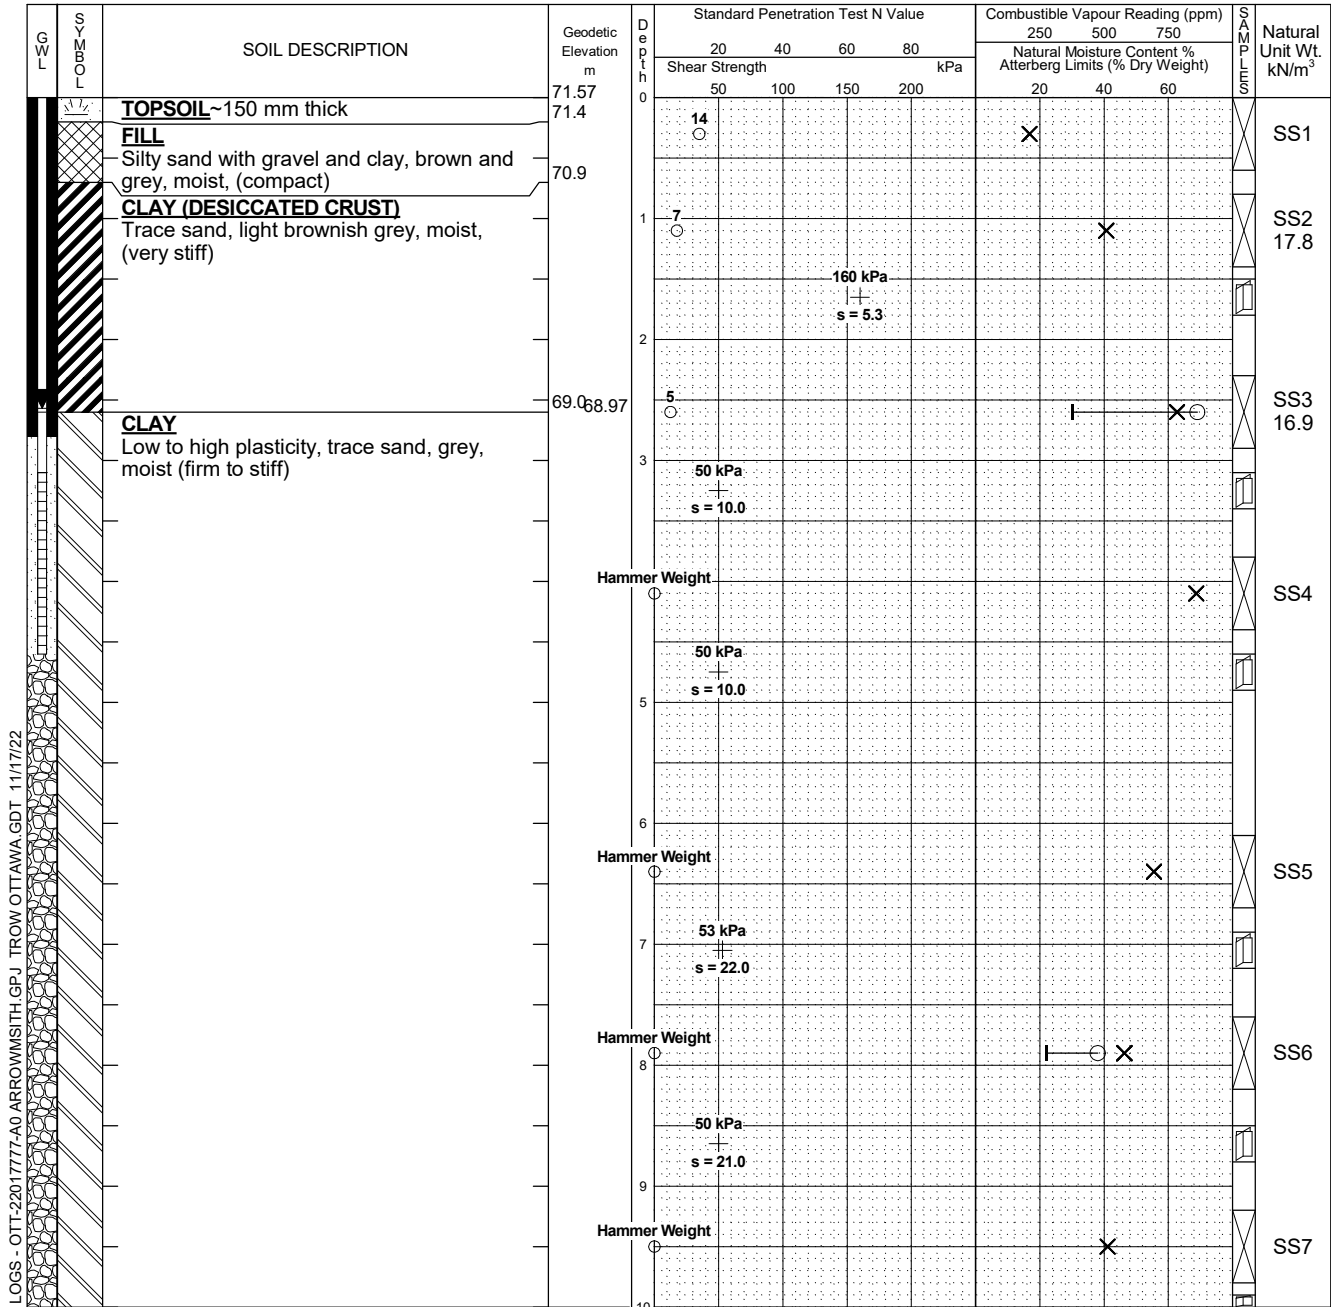 GWL
SYMBOL
SOIL DESCRIPTION
Geodetic
Elevation
m
71.57
Depth
Standard Penetration Test N Value
20 40 60 80
Shear Strength kPa
50 100 150 200
Combustible Vapour Reading (ppm)
250 500 750
Natural Moisture Content %
Atterberg Limits (% Dry Weight)
20 40 60
SAMPLES
Natural
Unit Wt.
kN/m³
0
TOPSOIL~150 mm thick
71.4
14
SS1
FILL
Silty sand with gravel and clay, brown and
grey, moist, (compact)
70.9
CLAY (DESICCATED CRUST)
Trace sand, light brownish grey, moist,
(very stiff)
1
7
SS2
17.8
160 kPa
s = 5.3
2
69.0
68.97
5
SS3
16.9
CLAY
Low to high plasticity, trace sand, grey,
moist (firm to stiff)
3
50 kPa
s = 10.0
Hammer Weight
SS4
50 kPa
s = 10.0
5
6
Hammer Weight
SS5
53 kPa
7
s = 22.0
Hammer Weight
SS6
8
50 kPa
s = 21.0
9
Hammer Weight
SS7
10
LOGS - OTT-22017777-A0 ARROWMSITH.GPJ TROW OTTAWA.GDT 11/17/22